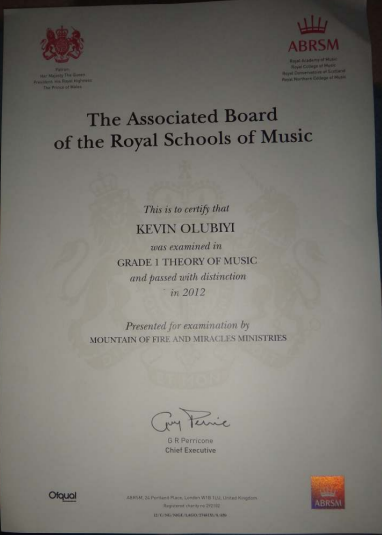 Patron
Her Majesty The Queen
President: His Royal Highness
The Prince of Wales
ABRSM
Royal Academy of Music
Royal College of Music
Royal Conservatoire of Scotland
Royal Northern College of Music
The Associated Board
of the Royal Schools of Music
This is to certify that
KEVIN OLUBIYI
was examined in
GRADE 1 THEORY OF MUSIC
and passed with distinction
in 2012
Presented for examination by
MOUNTAIN OF FIRE AND MIRACLES MINISTRIES
G R Perricone
Chief Executive
Ofqual
ABRSM, 24 Portland Place, London W1B 1LU, United Kingdom
Registered charity no 292182
ABRSM